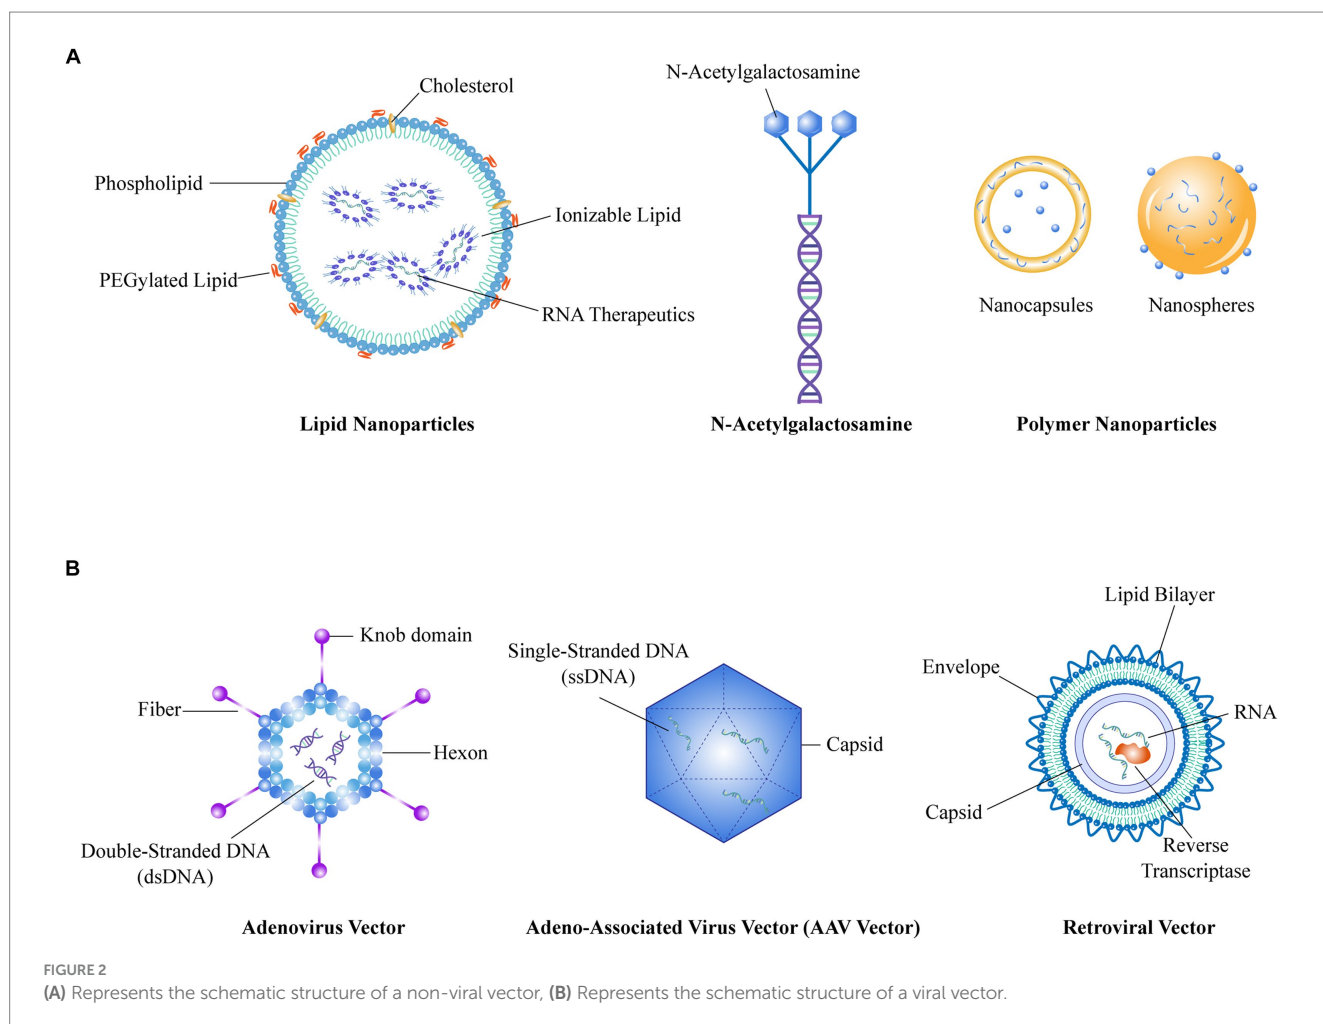 A
Cholesterol
Phospholipid
PEGylated Lipid
Ionizable Lipid
RNA Therapeutics
Lipid Nanoparticles
N-Acetylgalactosamine
N-Acetylgalactosamine
Nanocapsules
Nanospheres
Polymer Nanoparticles
B
Knob domain
Fiber
Hexon
Double-Stranded DNA
(dsDNA)
Adenovirus Vector
Single-Stranded DNA
(ssDNA)
Capsid
Adeno-Associated Virus Vector (AAV Vector)
Lipid Bilayer
Envelope
RNA
Capsid
Reverse
Transcriptase
Retroviral Vector
FIGURE 2
(A) Represents the schematic structure of a non-viral vector, (B) Represents the schematic structure of a viral vector.